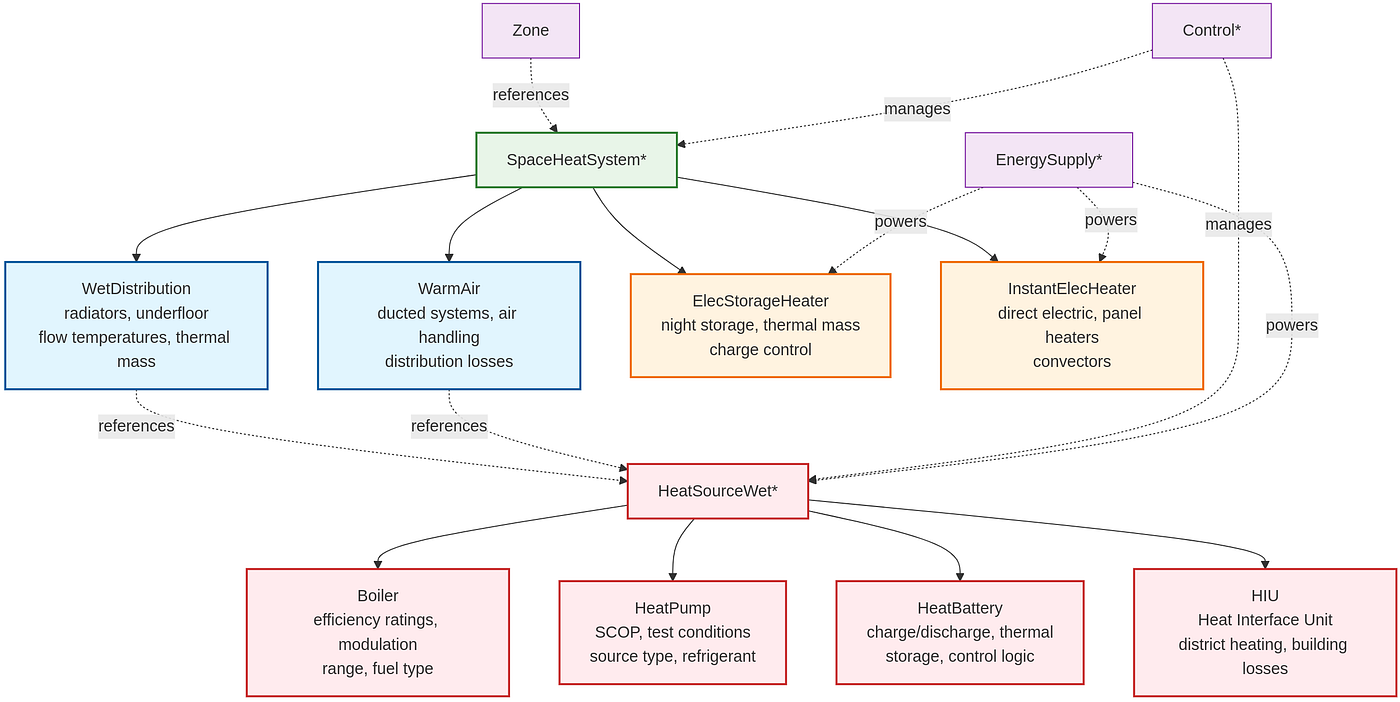 Zone
Control*
references
manages
SpaceHeatSystem*
EnergySupply*
powers
powers
manages
WetDistribution
radiators, underfloor
flow temperatures, thermal
mass
WarmAir
ducted systems, air
handling
distribution losses
ElecStorageHeater
night storage, thermal mass
charge control
InstantElecHeater
direct electric, panel
heaters
convectors
powers
references
references
HeatSourceWet*
Boiler
efficiency ratings,
modulation
range, fuel type
HeatPump
SCOP, test conditions
source type, refrigerant
HeatBattery
charge/discharge, thermal
storage, control logic
HIU
Heat Interface Unit
district heating, building
losses